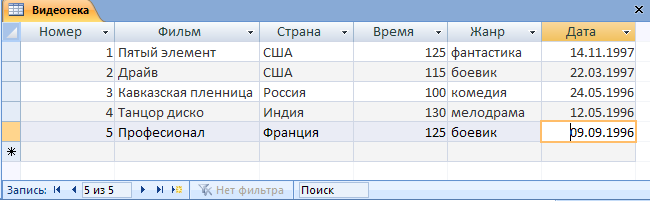 Видеотека
Номер Фильм Страна Время Жанр Дата
1 Пятый элемент США 125 фантастика 14.11.1997
2 Драйв США 115 боевик 22.03.1997
3 Кавказская пленница Россия 100 комедия 24.05.1996
4 Танцор диско Индия 130 мелодрама 12.05.1996
5 Професионал Франция 125 боевик 09.09.1996
Запись: 5 из 5 Нет фильтра Поиск